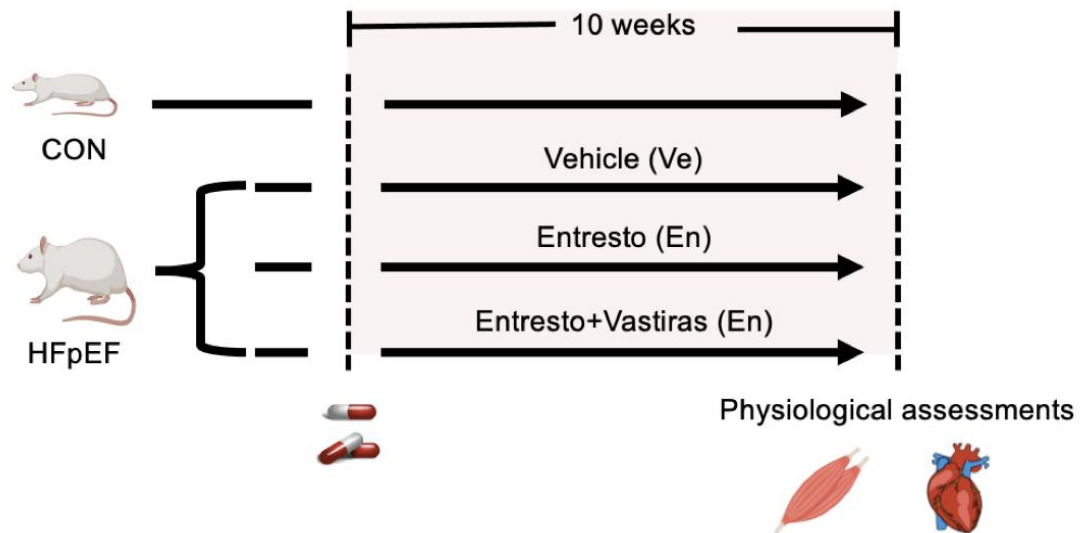 10 weeks
CON
Vehicle (Ve)
Entresto (En)
HFpEF
Entresto+Vastiras (En)
Physiological assessments